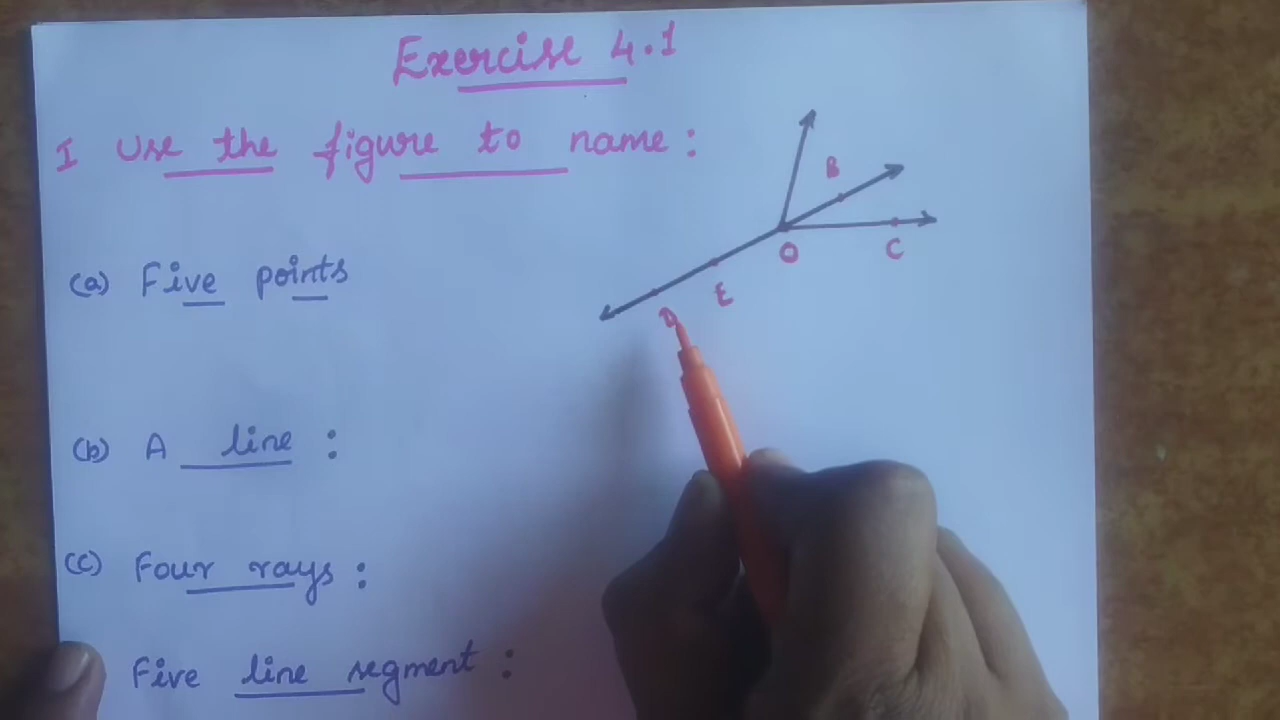 Exercise 4.1
I Use the figure to name :
B
O
C
E
D
(a) Five points
(b) A line :
(c) Four rays :
Five line segment :